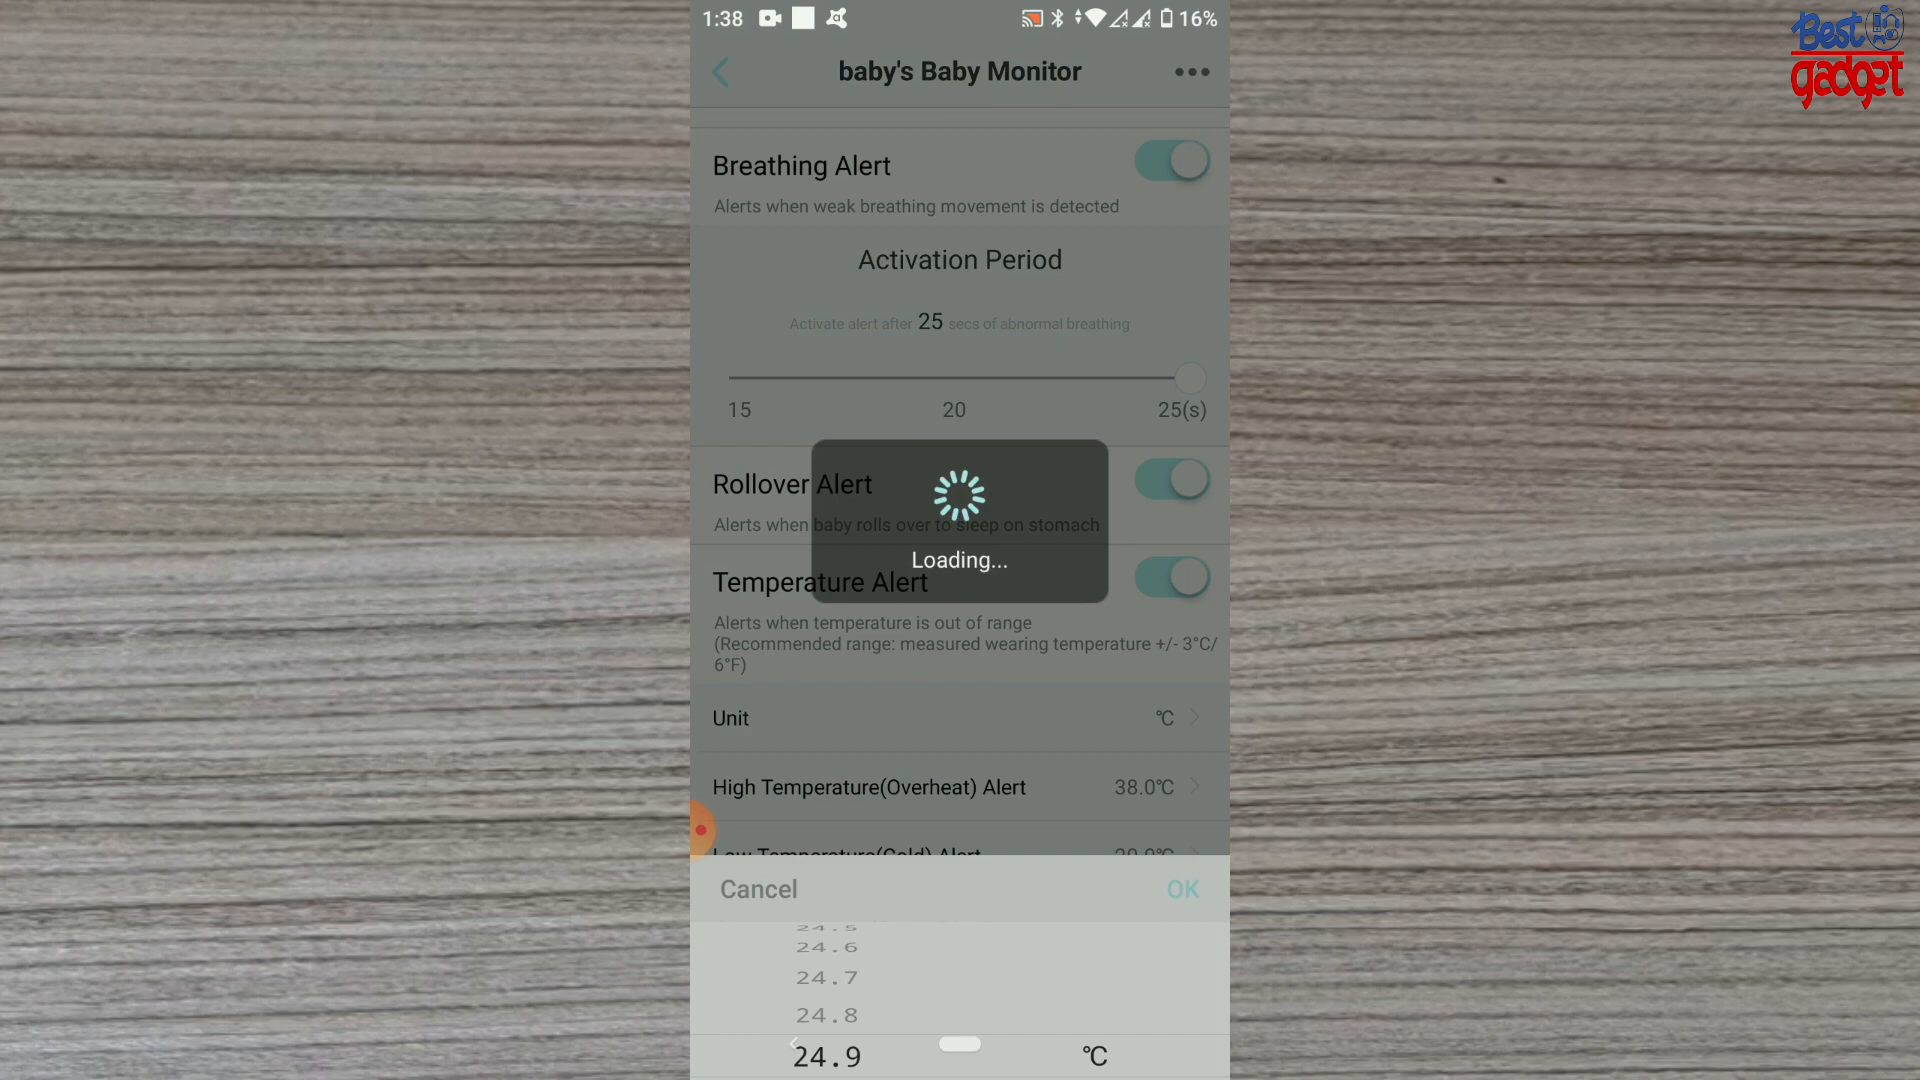 1:38
16%
Best in
gadget
baby's Baby Monitor
Breathing Alert
Alerts when weak breathing movement is detected
Activation Period
Activate alert after 25 secs of abnormal breathing
15 20 25(s)
Rollover Alert
Alerts when baby rolls over to sleep on stomach
Loading...
Temperature Alert
Alerts when temperature is out of range
(Recommended range: measured wearing temperature +/- 3°C/
6°F)
Unit ℃
High Temperature(Overheat) Alert 38.0℃
Low Temperature(Cold) Alert
Cancel OK
24.5
24.6
24.7
24.8
24.9 ℃